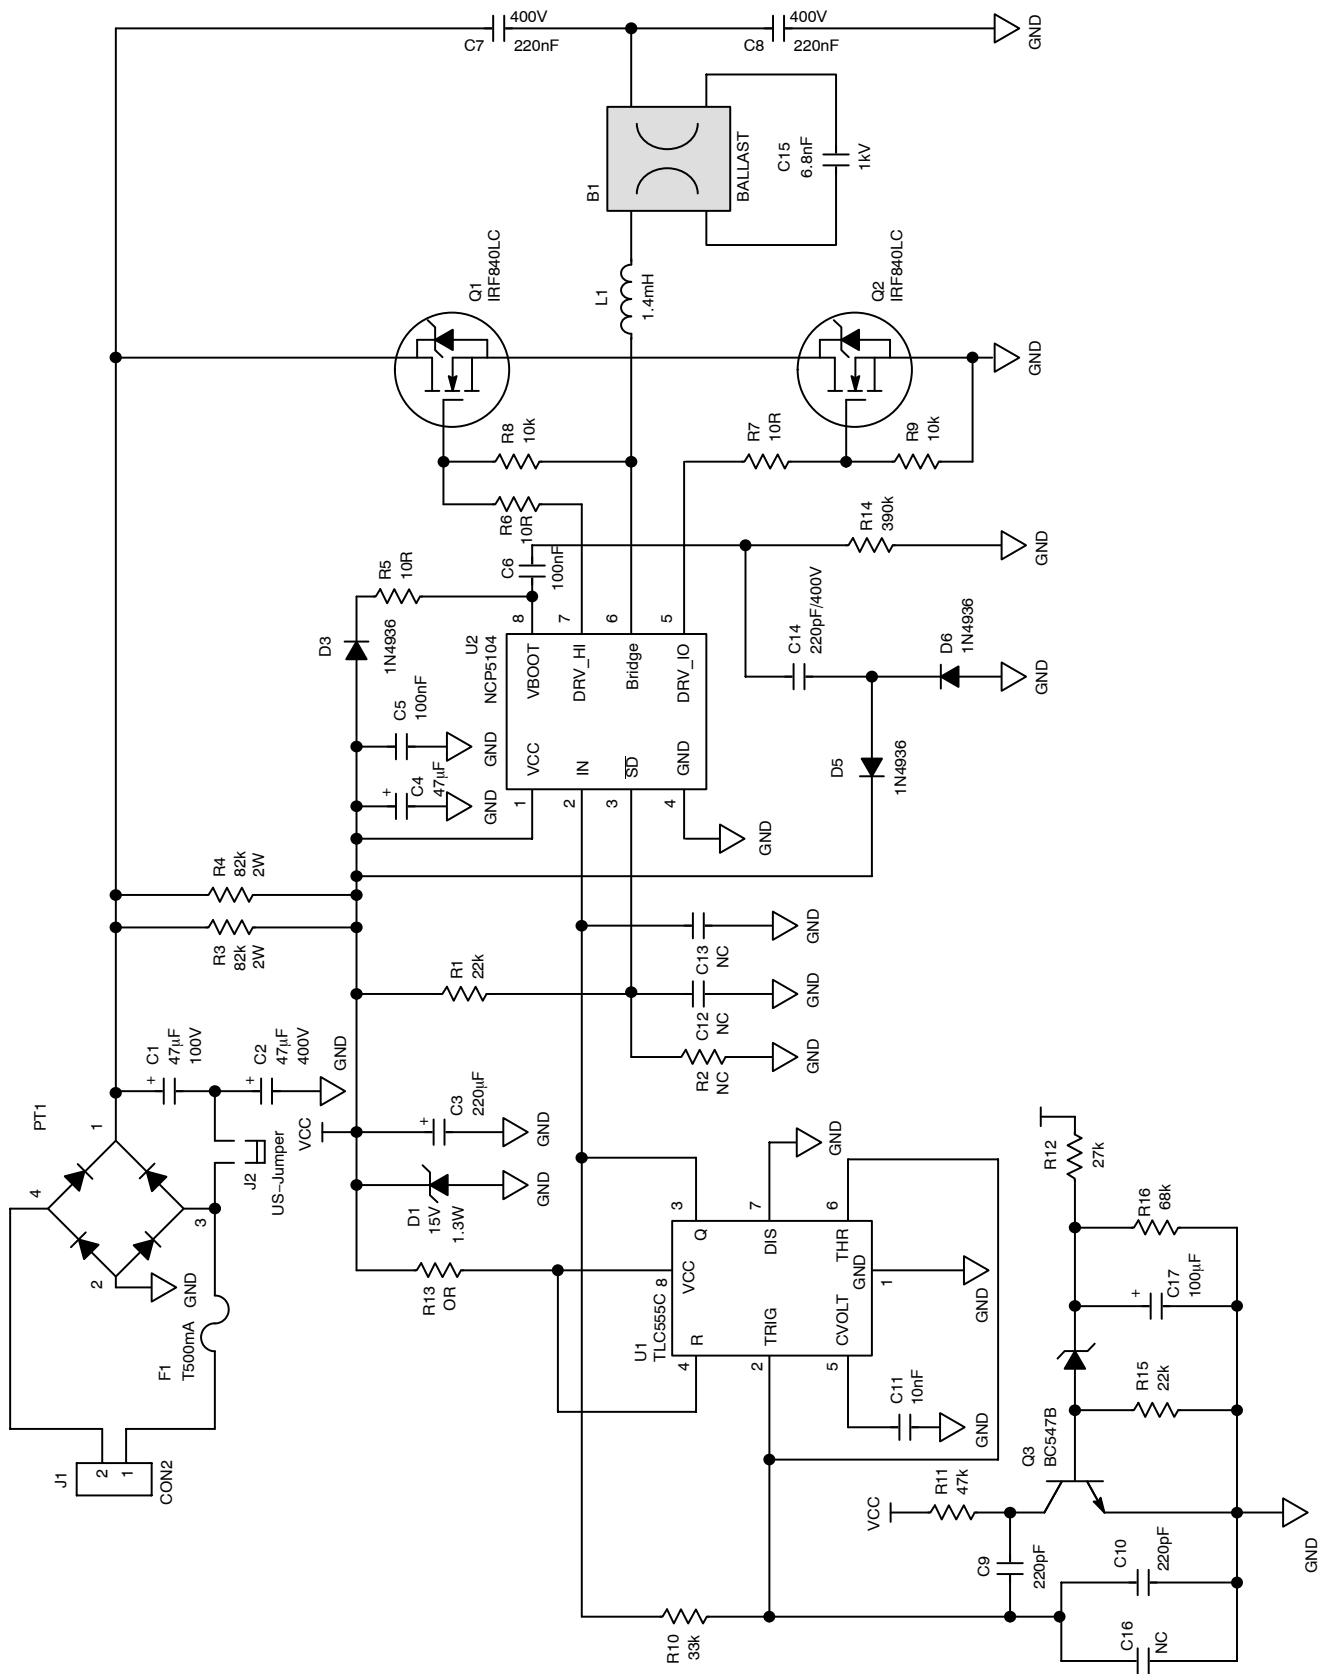 400V
C7
220nF
400V
C8
220nF
GND
B1
BALLAST
C15
6.8nF
1kV
Q1
IRF840LC
L1
1.4mH
Q2
IRF840LC
GND
R8
10k
R7
10R
R9
10k
R6
10R
R14
390k
GND
D3
1N4936
R5
10R
C6
100nF
C5
100nF
GND
C4
47µF
+
GND
U2
NCP5104
8
VBOOT
7
DRV_HI
6
Bridge
5
DRV_IO
VCC
1
IN
2
SD
3
GND
4
GND
C14
220pF/400V
D6
1N4936
GND
D5
1N4936
R4
82k
2W
R3
82k
2W
R1
22k
C13
NC
GND
C12
NC
GND
R2
NC
GND
PT1
1
4
3
2
GND
C1
47µF
100V
+
C2
47µF
400V
+
GND
J2
US-Jumper
VCC
C3
220µF
+
GND
D1
15V
1.3W
GND
R13
OR
F1
T500mA
J1
2
1
CON2
U1
TLC555C
8
VCC
3
Q
7
DIS
6
THR
GND
1
GND
GND
R
4
TRIG
2
CVOLT
5
C11
10nF
GND
R12
27k
R16
68k
C17
100µF
+
R15
22k
Q3
BC547B
VCC
R11
47k
C9
220pF
C10
220pF
C16
NC
R10
33k
GND